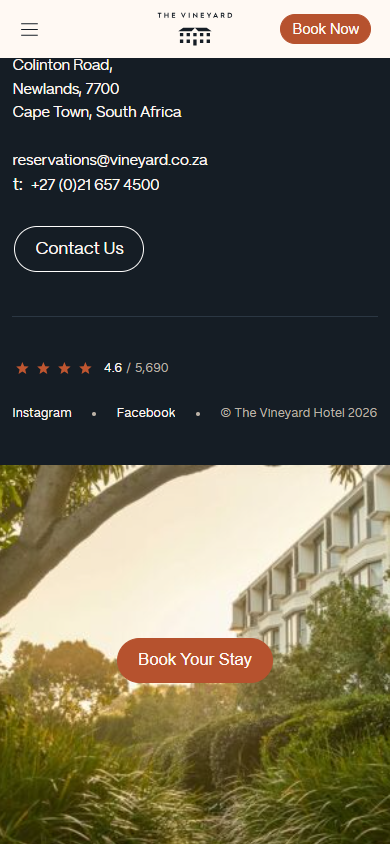 THE VINEYARD
Book Now
Colinton Road,
Newlands, 7700
Cape Town, South Africa
reservations@vineyard.co.za
t: +27 (0)21 657 4500
Contact Us
4.6 / 5,690
Instagram • Facebook • © The Vineyard Hotel 2026
Book Your Stay